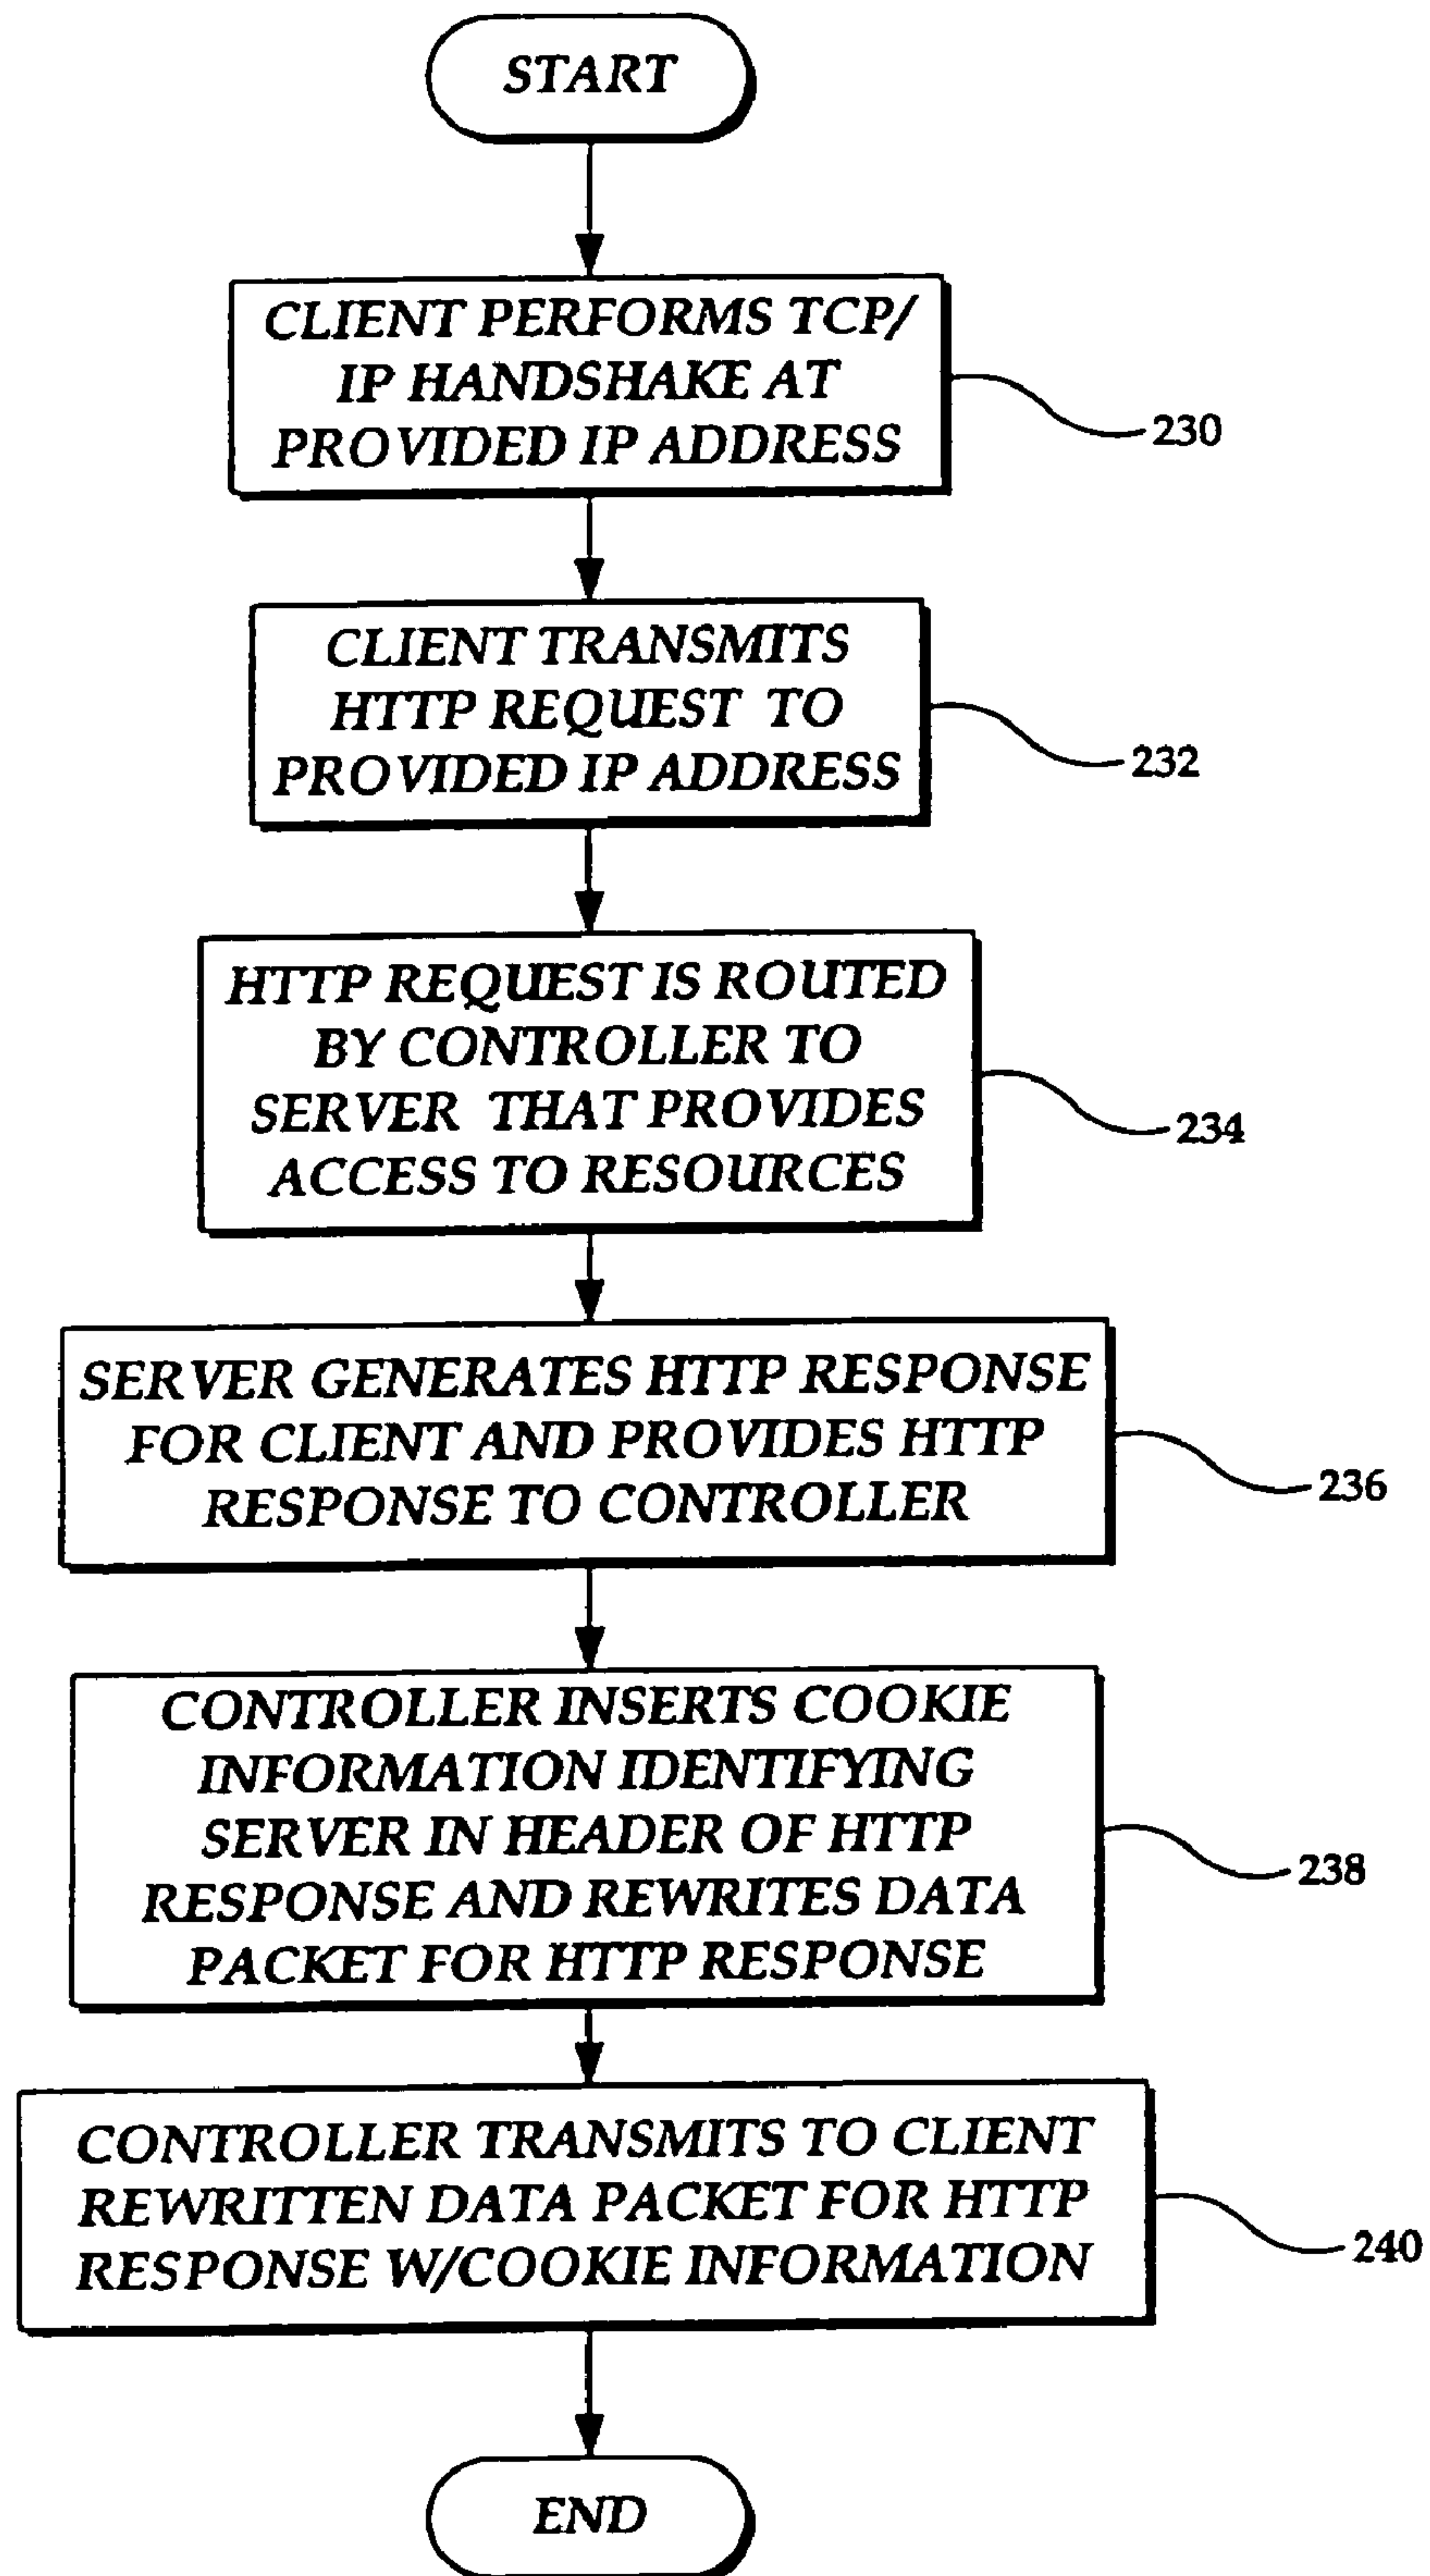 START
CLIENT PERFORMS TCP/
IP HANDSHAKE AT
PROVIDED IP ADDRESS
230
CLIENT TRANSMITS
HTTP REQUEST TO
PROVIDED IP ADDRESS
232
HTTP REQUEST IS ROUTED
BY CONTROLLER TO
SERVER THAT PROVIDES
ACCESS TO RESOURCES
234
SERVER GENERATES HTTP RESPONSE
FOR CLIENT AND PROVIDES HTTP
RESPONSE TO CONTROLLER
236
CONTROLLER INSERTS COOKIE
INFORMATION IDENTIFYING
SERVER IN HEADER OF HTTP
RESPONSE AND REWRITES DATA
PACKET FOR HTTP RESPONSE
238
CONTROLLER TRANSMITS TO CLIENT
REWRITTEN DATA PACKET FOR HTTP
RESPONSE W/COOKIE INFORMATION
240
END